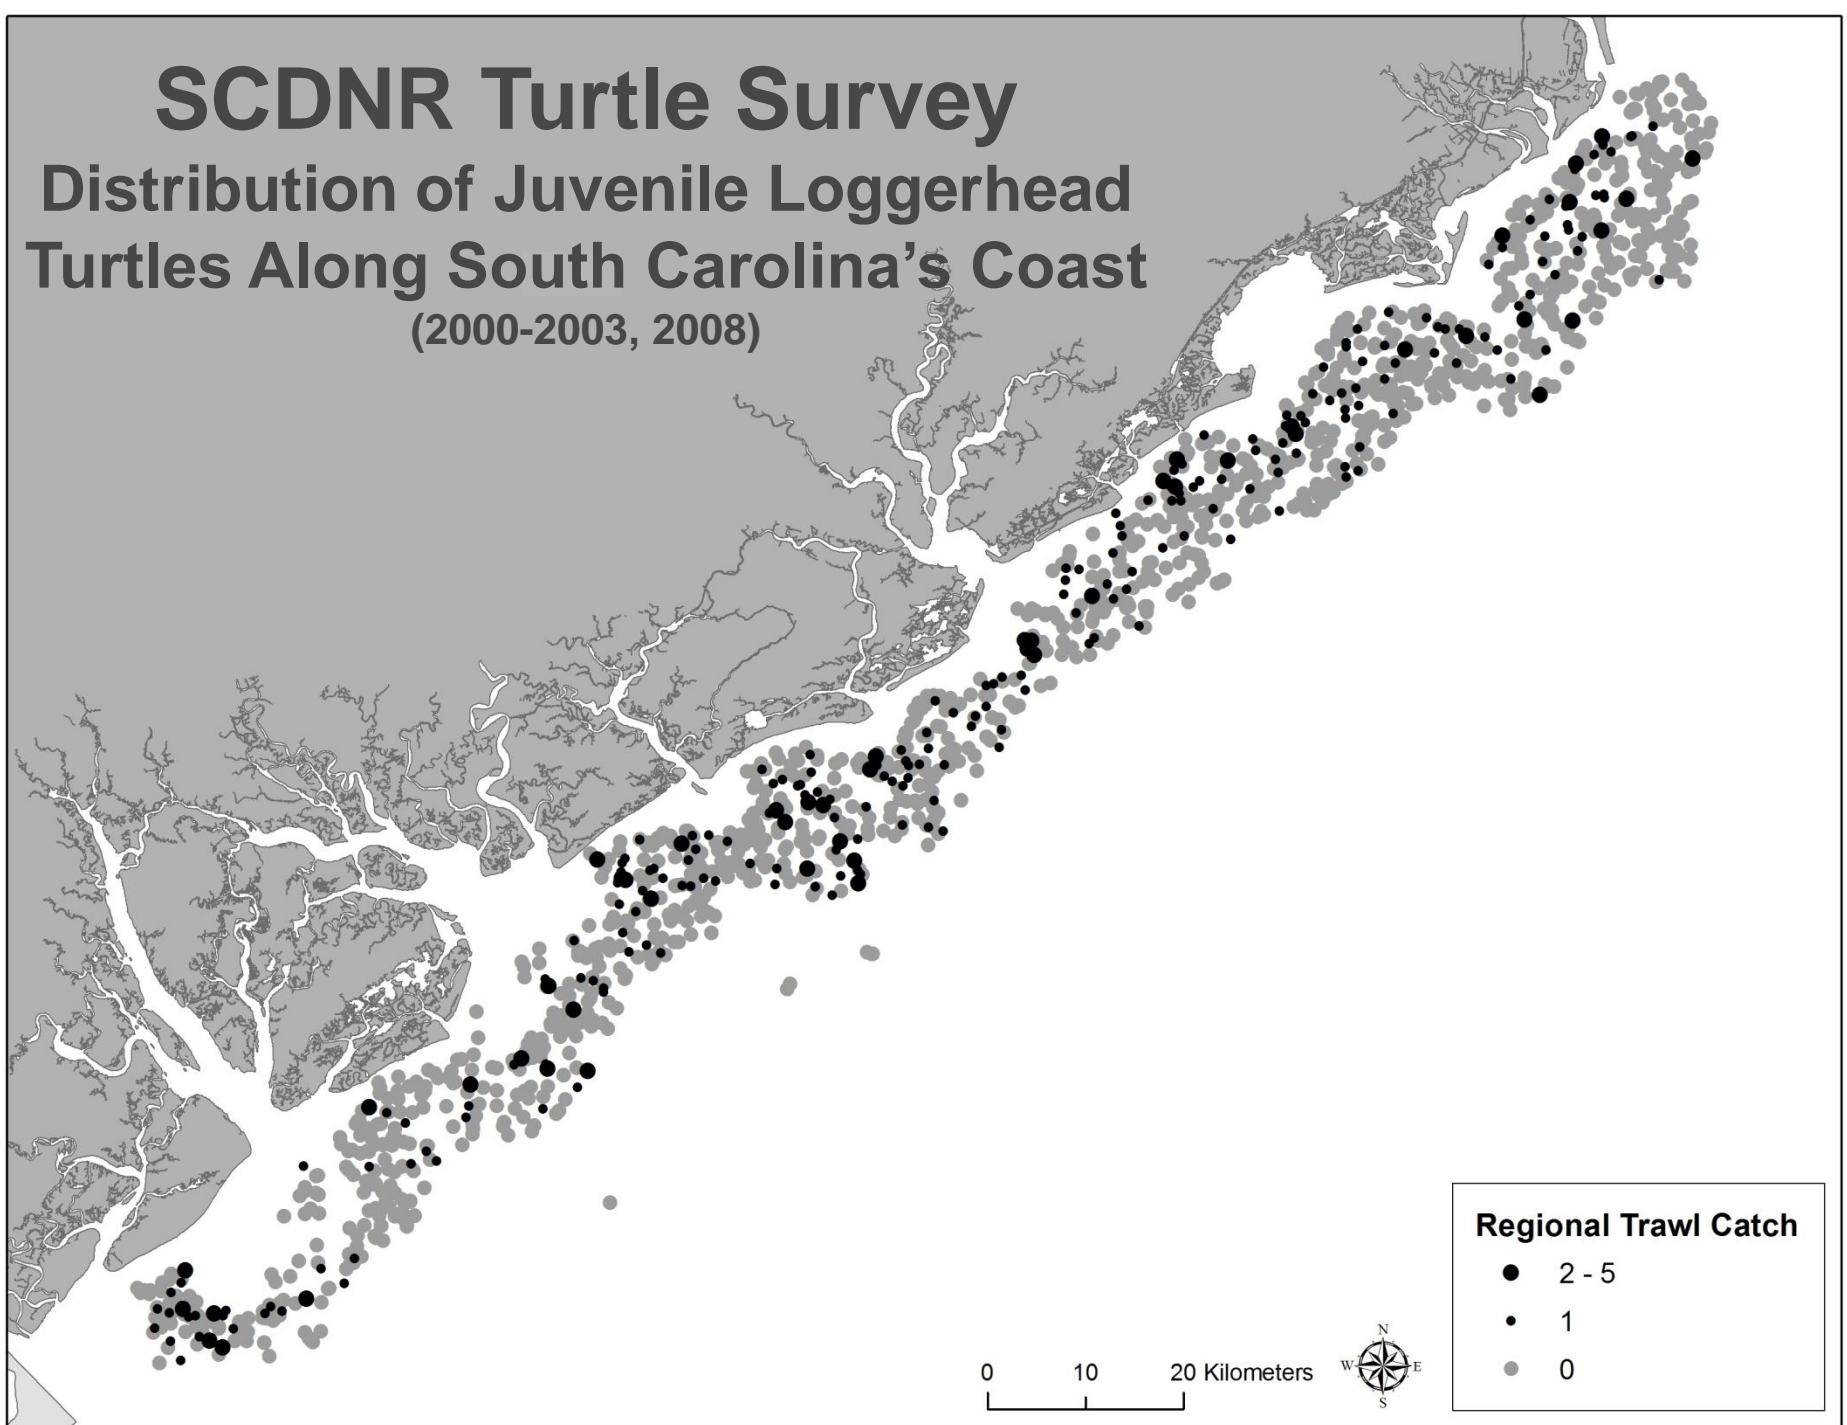 SCDNR Turtle Survey
Distribution of Juvenile Loggerhead
Turtles Along South Carolina’s Coast
(2000-2003, 2008)
Regional Trawl Catch
2 - 5
1
0
0 10 20 Kilometers
N
W E
S